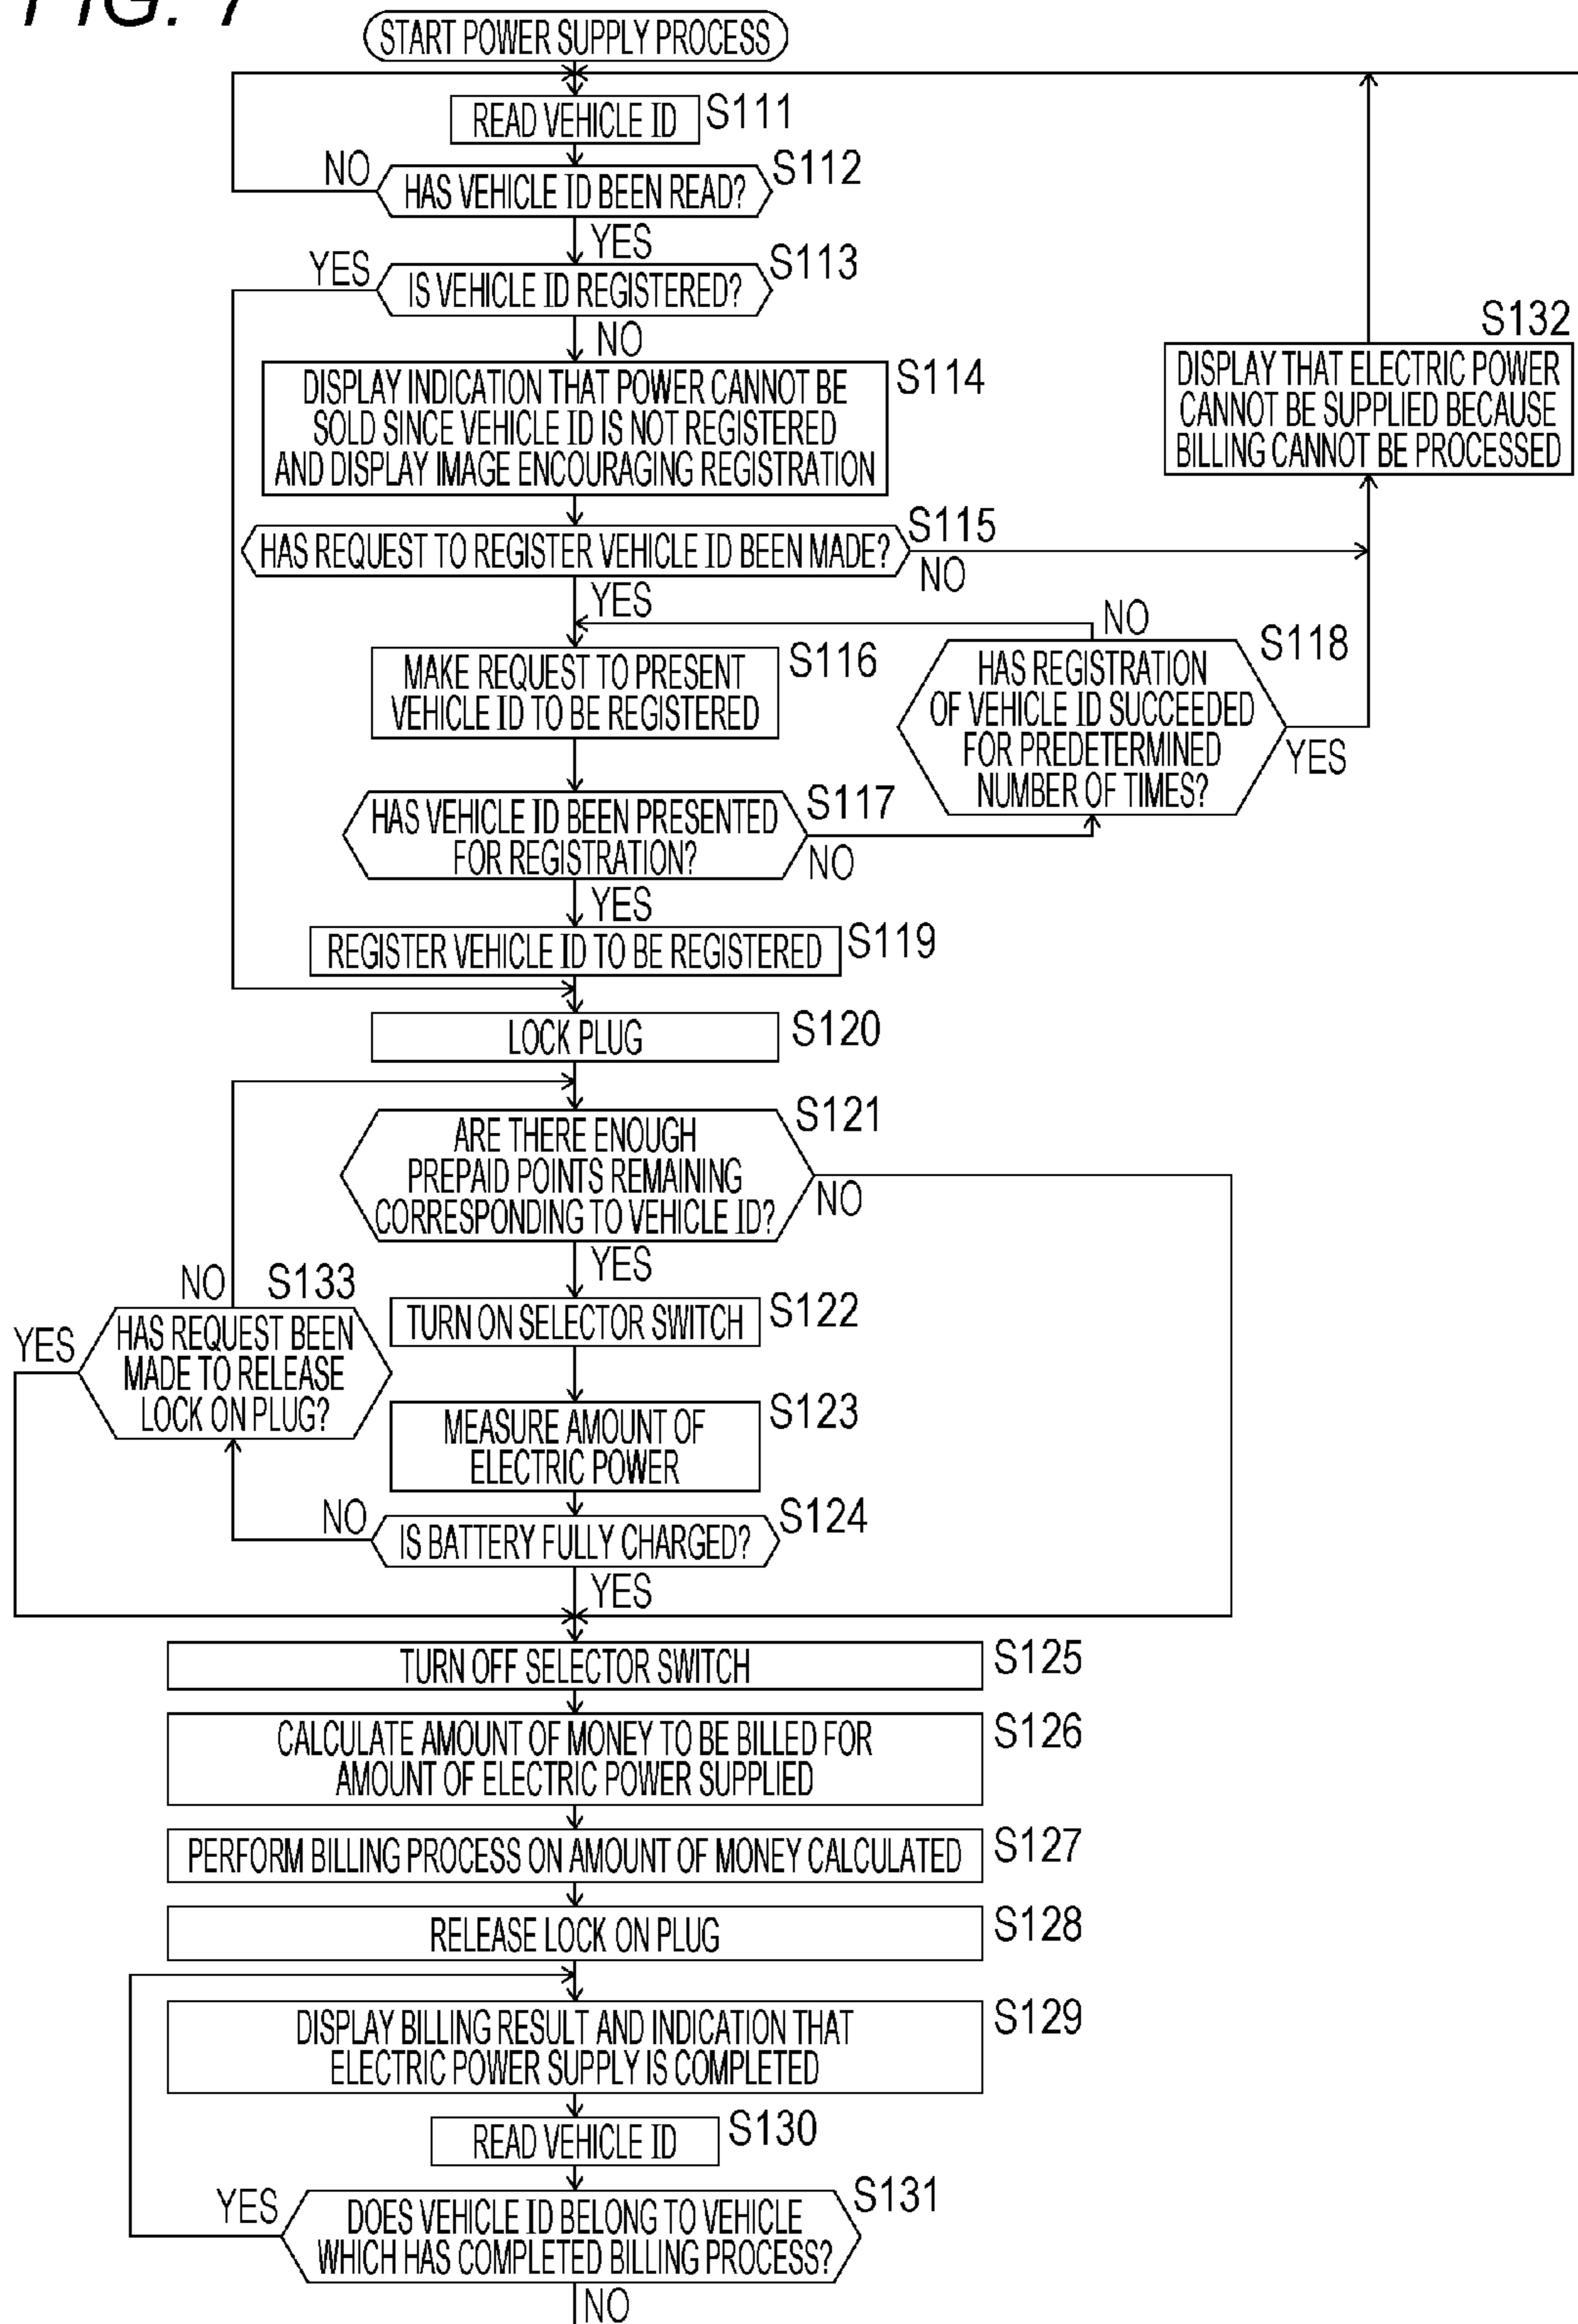 FIG. 7
START POWER SUPPLY PROCESS
READ VEHICLE ID
S111
NO
HAS VEHICLE ID BEEN READ?
S112
YES
YES
IS VEHICLE ID REGISTERED?
S113
NO
DISPLAY INDICATION THAT POWER CANNOT BE
SOLD SINCE VEHICLE ID IS NOT REGISTERED
AND DISPLAY IMAGE ENCOURAGING REGISTRATION
S114
S132
DISPLAY THAT ELECTRIC POWER
CANNOT BE SUPPLIED BECAUSE
BILLING CANNOT BE PROCESSED
HAS REQUEST TO REGISTER VEHICLE ID BEEN MADE?
S115
NO
YES
MAKE REQUEST TO PRESENT
VEHICLE ID TO BE REGISTERED
S116
NO
S118
HAS REGISTRATION
OF VEHICLE ID SUCCEEDED
FOR PREDETERMINED
NUMBER OF TIMES?
YES
HAS VEHICLE ID BEEN PRESENTED
FOR REGISTRATION?
S117
NO
YES
REGISTER VEHICLE ID TO BE REGISTERED
S119
LOCK PLUG
S120
ARE THERE ENOUGH
PREPAID POINTS REMAINING
CORRESPONDING TO VEHICLE ID?
S121
NO
YES
NO
S133
YES
HAS REQUEST BEEN
MADE TO RELEASE
LOCK ON PLUG?
TURN ON SELECTOR SWITCH
S122
MEASURE AMOUNT OF
ELECTRIC POWER
S123
NO
IS BATTERY FULLY CHARGED?
S124
YES
TURN OFF SELECTOR SWITCH
S125
CALCULATE AMOUNT OF MONEY TO BE BILLED FOR
AMOUNT OF ELECTRIC POWER SUPPLIED
S126
PERFORM BILLING PROCESS ON AMOUNT OF MONEY CALCULATED
S127
RELEASE LOCK ON PLUG
S128
DISPLAY BILLING RESULT AND INDICATION THAT
ELECTRIC POWER SUPPLY IS COMPLETED
S129
READ VEHICLE ID
S130
YES
DOES VEHICLE ID BELONG TO VEHICLE
WHICH HAS COMPLETED BILLING PROCESS?
S131
NO